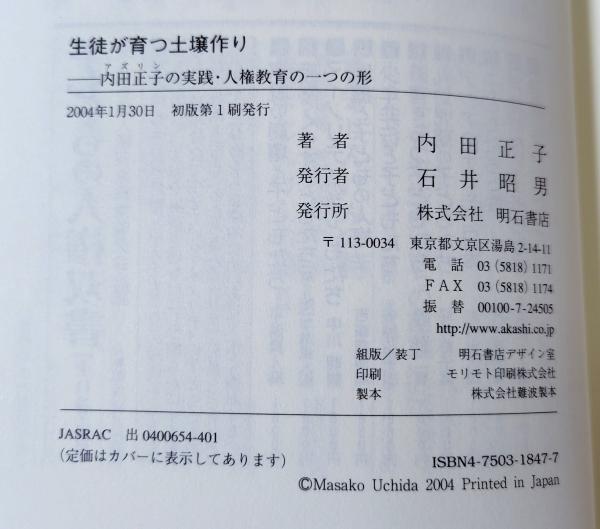 生徒が育つ土壌作り
アズリン
――内田正子の実践・人権教育の一つの形
2004年1月30日 初版第1刷発行
著者 内田正子
発行者 石井昭男
発行所 株式会社 明石書店
〒113-0034 東京都文京区湯島2-14-11
電話 03(5818)1171
FAX 03(5818)1174
振替 00100-7-24505
http://www.akashi.co.jp
組版/装丁 明石書店デザイン室
印刷 モリモト印刷株式会社
製本 株式会社難波製本
JASRAC 出0400654-401
(定価はカバーに表示してあります) ISBN4-7503-1847-7
©Masako Uchida 2004 Printed in Japan